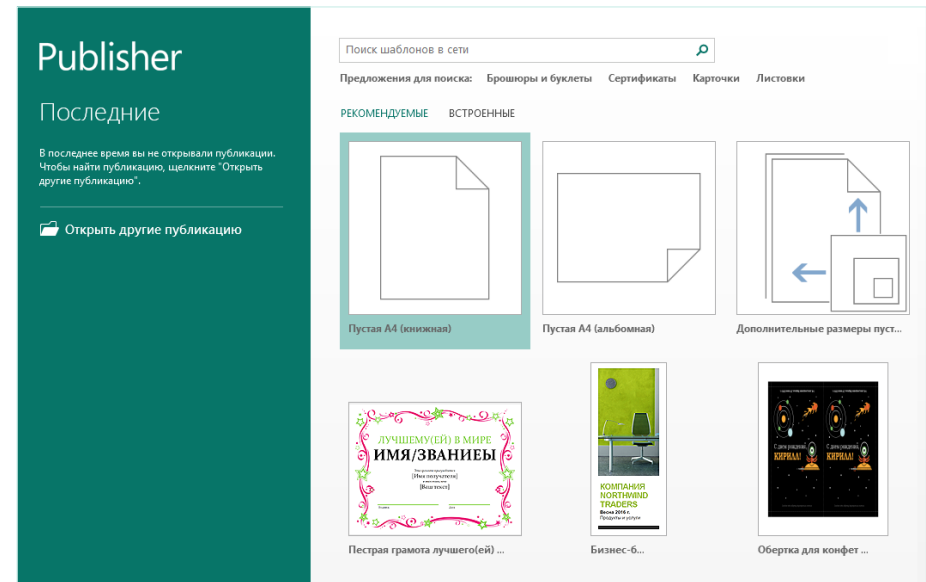 Publisher
Последние
В последнее время вы не открывали публикации.
Чтобы найти публикацию, щелкните "Открыть
другие публикацию".
Открыть другие публикацию
Поиск шаблонов в сети
Предложения для поиска: Брошюры и буклеты Сертификаты Карточки Листовки
РЕКОМЕНДУЕМЫЕ ВСТРОЕННЫЕ
Пустая А4 (книжная)
Пустая А4 (альбомная)
Дополнительные размеры пуст...
ЛУЧШЕМУ(ЕЙ) В МИРЕ
ИМЯ/ЗВАНИЕЫ
[Имя получателя]
[Ваш текст]
Пестрая грамота лучшего(ей) ...
КОМПАНИЯ
NORTHWIND
TRADERS
Весна 2016 г.
Продукты и услуги
Бизнес-б...
С днем рождения,
КИРИЛЛ!
С днем рождения,
КИРИЛЛ!
Обертка для конфет ...